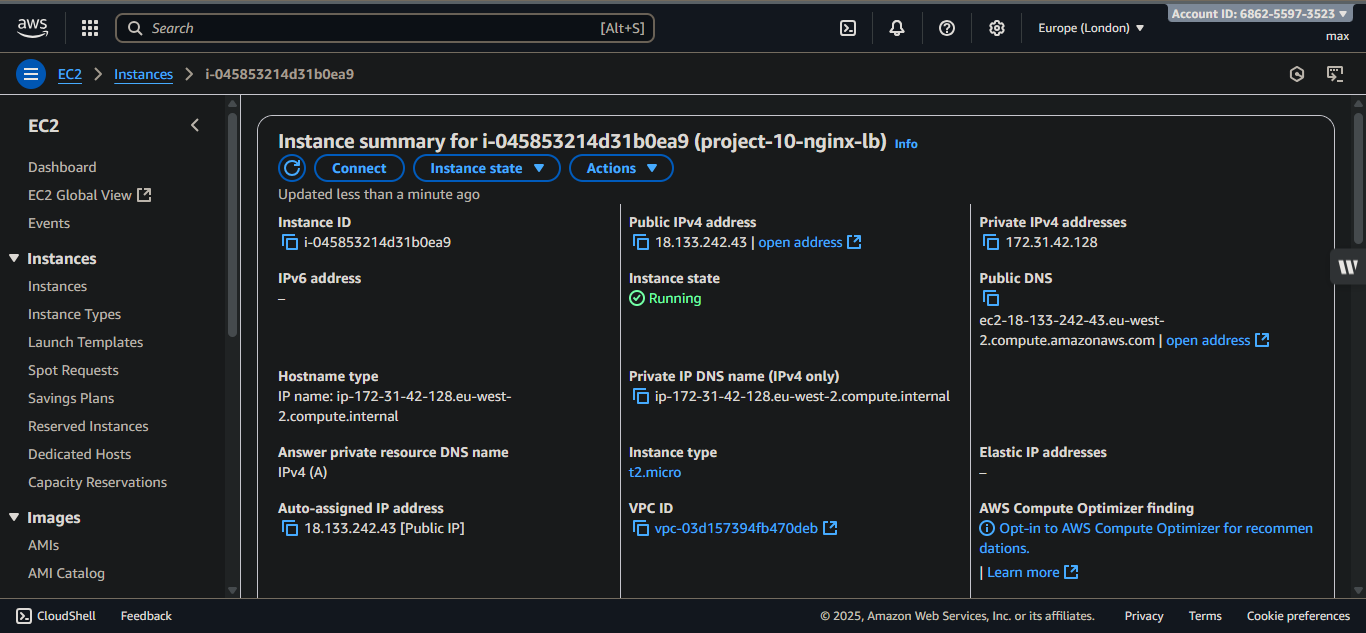 aws
Search [Alt+S]
Europe (London)
Account ID: 6862-5597-3523
max
EC2 Instances i-045853214d31b0ea9
EC2
Dashboard
EC2 Global View
Events
Instances
Instances
Instance Types
Launch Templates
Spot Requests
Savings Plans
Reserved Instances
Dedicated Hosts
Capacity Reservations
Images
AMIs
AMI Catalog
Instance summary for i-045853214d31b0ea9 (project-10-nginx-lb) Info
Connect Instance state Actions
Updated less than a minute ago
Instance ID
i-045853214d31b0ea9
Public IPv4 address
18.133.242.43 | open address
Private IPv4 addresses
172.31.42.128
IPv6 address
–
Instance state
Running
Public DNS
ec2-18-133-242-43.eu-west-
2.compute.amazonaws.com | open address
Hostname type
IP name: ip-172-31-42-128.eu-west-
2.compute.internal
Private IP DNS name (IPv4 only)
ip-172-31-42-128.eu-west-2.compute.internal
Answer private resource DNS name
IPv4 (A)
Instance type
t2.micro
Elastic IP addresses
–
Auto-assigned IP address
18.133.242.43 [Public IP]
VPC ID
vpc-03d157394fb470deb
AWS Compute Optimizer finding
Opt-in to AWS Compute Optimizer for recommen
dations.
| Learn more
W
CloudShell Feedback
© 2025, Amazon Web Services, Inc. or its affiliates. Privacy Terms Cookie preferences